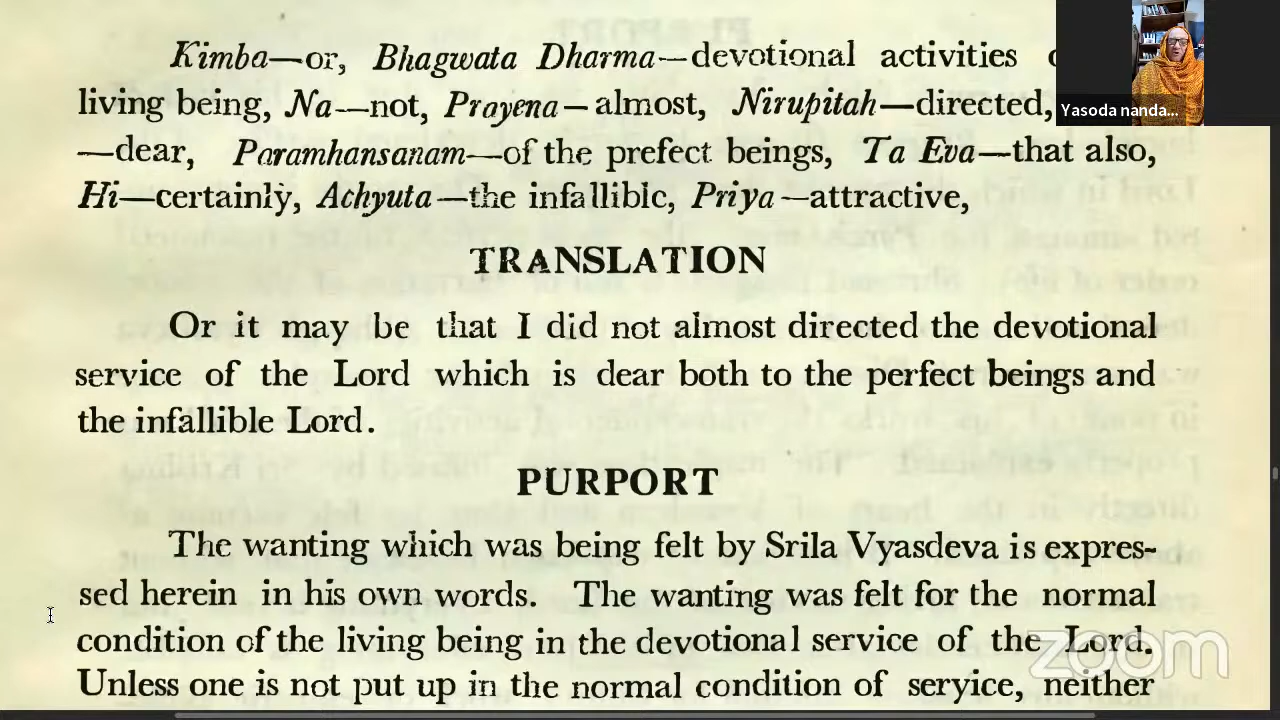 Kimba—or, Bhagwata Dharma—devotional activities
living being, Na—not, Prayena—almost, Nirupitah—directed,
—dear, Paramhansanam—of the prefect beings, Ta Eva—that also,
Hi—certainly, Achyuta—the infallible, Priya—attractive,
TRANSLATION
Or it may be that I did not almost directed the devotional
service of the Lord which is dear both to the perfect beings and
the infallible Lord.
PURPORT
The wanting which was being felt by Srila Vyasdeva is expres-
sed herein in his own words. The wanting was felt for the normal
condition of the living being in the devotional service of the Lord.
Unless one is not put up in the normal condition of service, neither
Yasoda nanda...
zoom